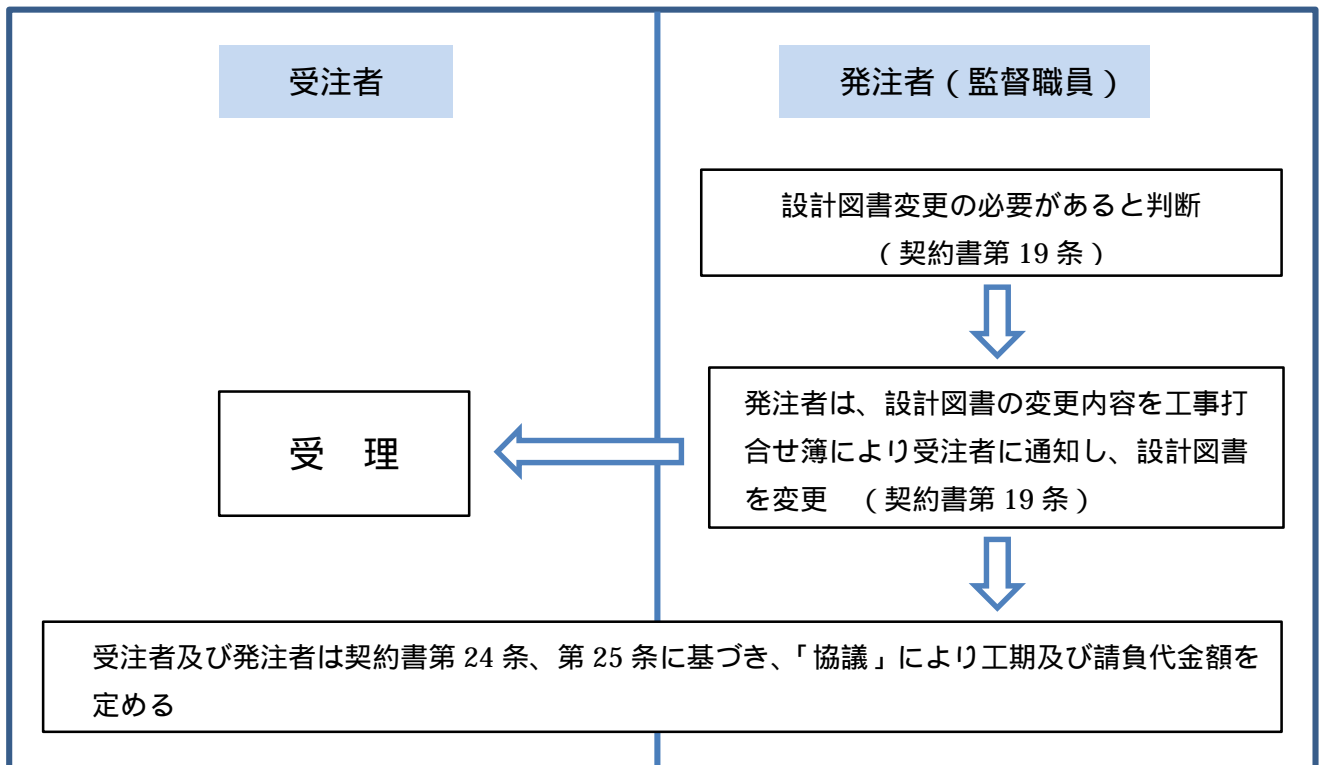 受注者
発注者(監督職員)
設計図書変更の必要があると判断
(契約書第 19 条)
発注者は、設計図書の変更内容を工事打
合せ簿により受注者に通知し、設計図書
を変更 (契約書第 19 条)
受 理
受注者及び発注者は契約書第 24 条、第 25 条に基づき、「協議」により工期及び請負代金額を
定める